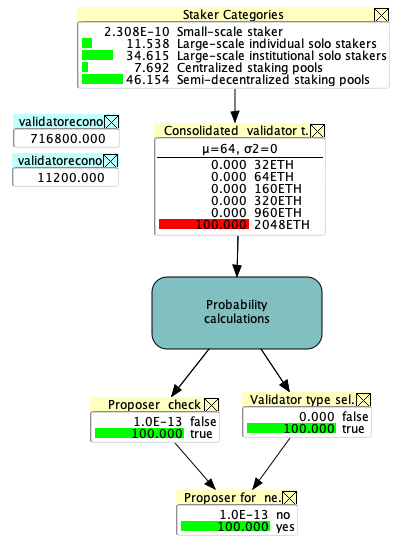 Staker Categories
2.308E-10 Small-scale staker
11.538 Large-scale individual solo stakers
34.615 Large-scale institutional solo stakers
7.692 Centralized staking pools
46.154 Semi-decentralized staking pools
validatorecono
716800.000
validatorecono
11200.000
Consolidated validator t.
μ=64, σ2=0
0.000 32ETH
0.000 64ETH
0.000 160ETH
0.000 320ETH
0.000 960ETH
100.000 2048ETH
Probability
calculations
Proposer check
1.0E-13 false
100.000 true
Validator type sel.
0.000 false
100.000 true
Proposer for ne.
1.0E-13 no
100.000 yes